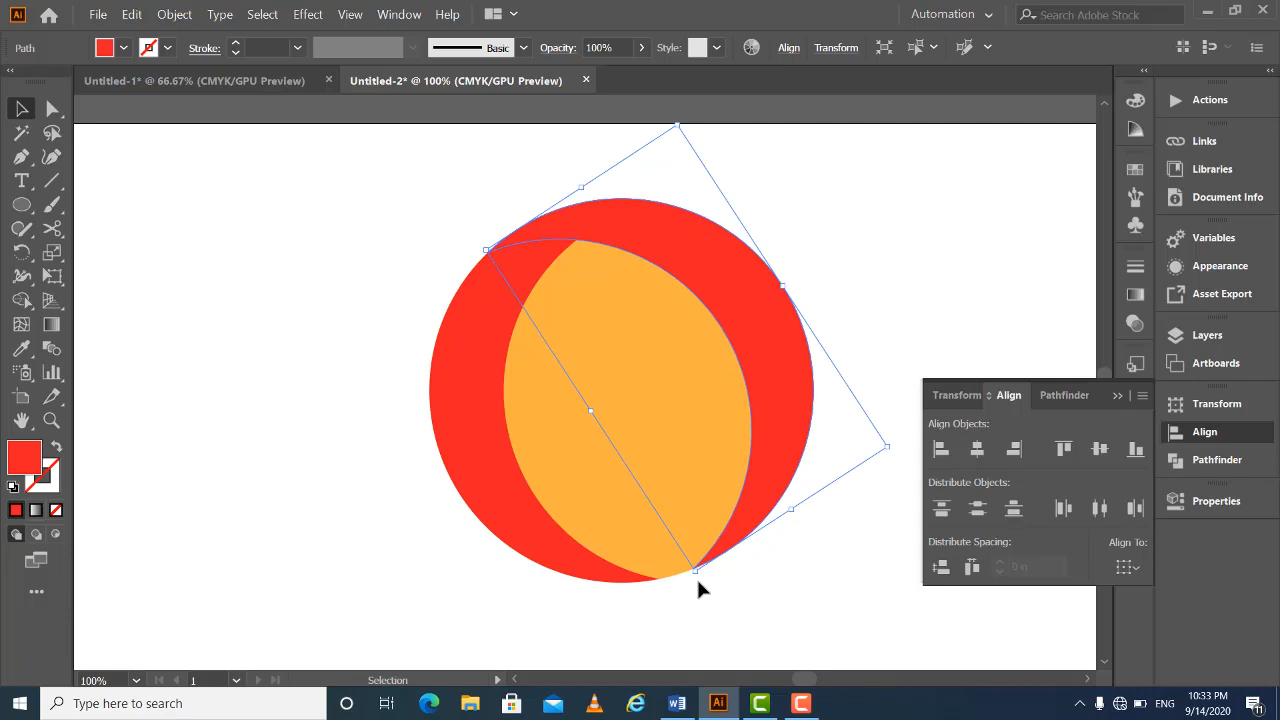 Ai File Edit Object Type Select Effect View Window Help Automation Search Adobe Stock
Path Stroke: Basic Opacity: 100% Style: Align Transform
Untitled-1* @ 66.67% (CMYK/GPU Preview) × Untitled-2* @ 100% (CMYK/GPU Preview) ×
Actions
Links
Libraries
Document Info
Variables
Appearance
Asset Export
Layers
Artboards
Transform
Align
Pathfinder
Properties
Transform Align Pathfinder
Align Objects:
Distribute Objects:
Distribute Spacing: Align To:
0 in
100% 1 Selection
Type here to search
Ai
ENG
10:33 PM
9/14/2020